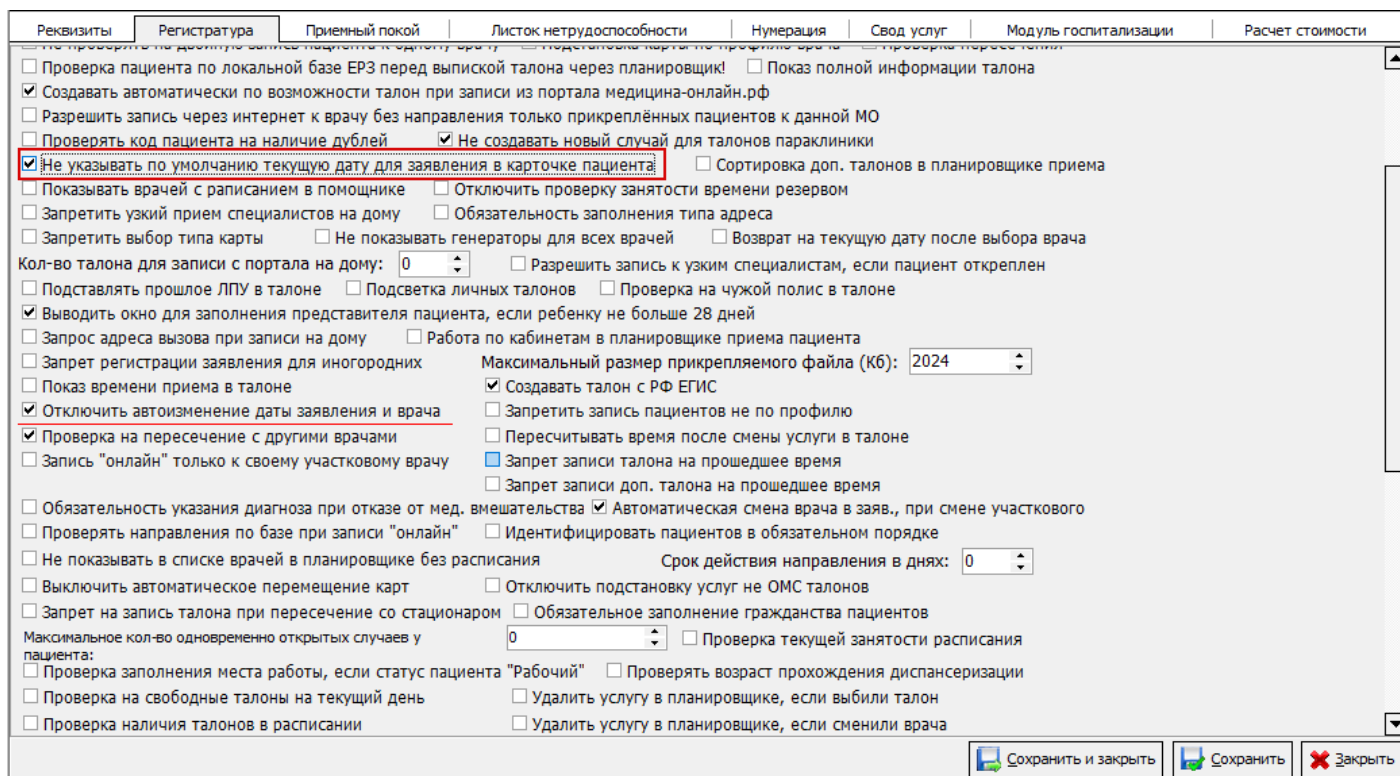 Реквизиты Регистратура Приемный покой Листок нетрудоспособности Нумерация Свод услуг Модуль госпитализации Расчет стоимости
Не проверять на двойную запись пациента к одному врачу Подстановка карты по профилю врача Проверка пересечения
Проверка пациента по локальной базе ЕРЗ перед выпиской талона через планировщик! Показ полной информации талона
Создавать автоматически по возможности талон при записи из портала медицина-онлайн.рф
Разрешить запись через интернет к врачу без направления только прикреплённых пациентов к данной МО
Проверять код пациента на наличие дублей Не создавать новый случай для талонов параклиники
Не указывать по умолчанию текущую дату для заявления в карточке пациента Сортировка доп. талонов в планировщике приема
Показывать врачей с раписанием в помощнике Отключить проверку занятости времени резервом
Запретить узкий прием специалистов на дому Обязательность заполнения типа адреса
Запретить выбор типа карты Не показывать генераторы для всех врачей Возврат на текущую дату после выбора врача
Кол-во талона для записи с портала на дому: 0 Разрешить запись к узким специалистам, если пациент откреплен
Подставлять прошлое ЛПУ в талоне Подсветка личных талонов Проверка на чужой полис в талоне
Выводить окно для заполнения представителя пациента, если ребенку не больше 28 дней
Запрос адреса вызова при записи на дому Работа по кабинетам в планировщике приема пациента
Запрет регистрации заявления для иногородних Максимальный размер прикрепляемого файла (Кб): 2024
Показ времени приема в талоне Создавать талон с РФ ЕГИС
Отключить автоизменение даты заявления и врача Запретить запись пациентов не по профилю
Проверка на пересечение с другими врачами Пересчитывать время после смены услуги в талоне
Запись "онлайн" только к своему участковому врачу Запрет записи талона на прошедшее время
Запрет записи доп. талона на прошедшее время
Обязательность указания диагноза при отказе от мед. вмешательства Автоматическая смена врача в заяв., при смене участкового
Проверять направления по базе при записи "онлайн" Идентифицировать пациентов в обязательном порядке
Не показывать в списке врачей в планировщике без расписания Срок действия направления в днях: 0
Выключить автоматическое перемещение карт Отключить подстановку услуг не ОМС талонов
Запрет на запись талона при пересечение со стационаром Обязательное заполнение гражданства пациентов
Максимальное кол-во одновременно открытых случаев у 0 Проверка текущей занятости расписания
пациента:
Проверка заполнения места работы, если статус пациента "Рабочий" Проверять возраст прохождения диспансеризации
Проверка на свободные талоны на текущий день Удалить услугу в планировщике, если выбили талон
Проверка наличия талонов в расписании Удалить услугу в планировщике, если сменили врача
Сохранить и закрыть Сохранить Закрыть